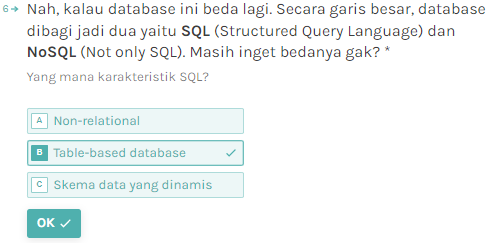 6→ Nah, kalau database ini beda lagi. Secara garis besar, database
dibagi jadi dua yaitu SQL (Structured Query Language) dan
NoSQL (Not only SQL). Masih inget bedanya gak? *
Yang mana karakteristik SQL?
A Non-relational
B Table-based database ✓
C Skema data yang dinamis
OK ✓